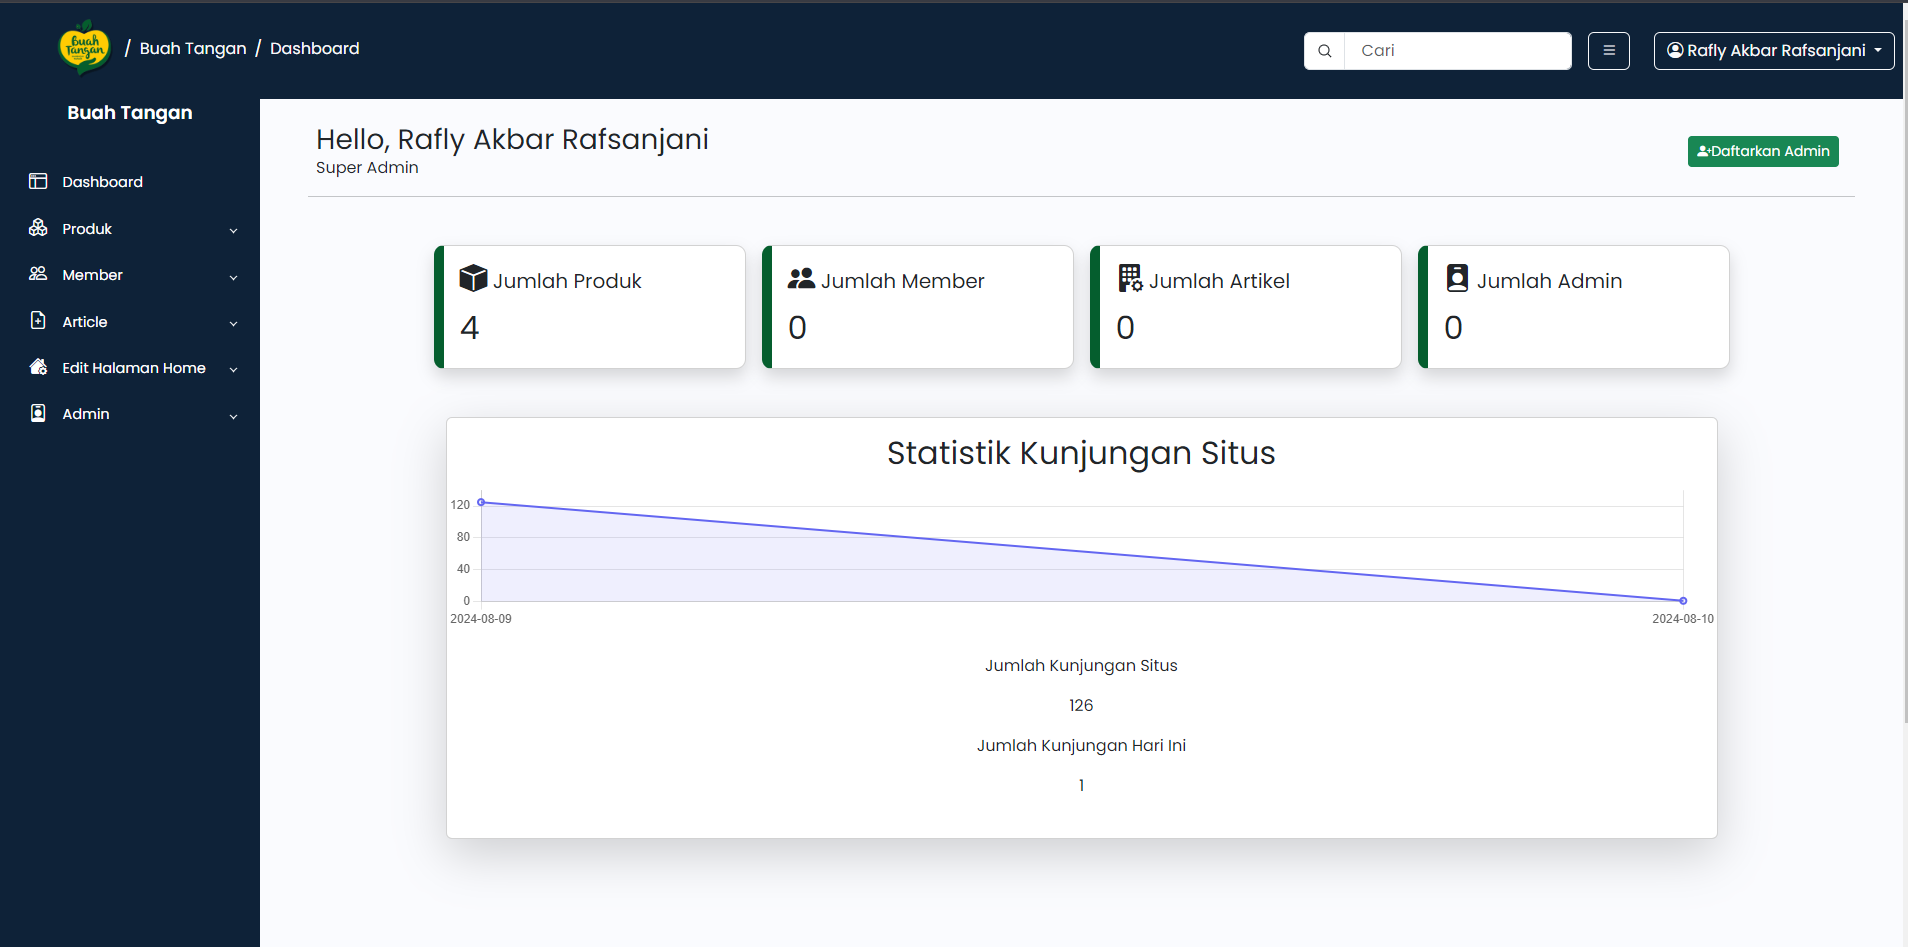 Buah
Tangan
/ Buah Tangan / Dashboard
Cari
Rafly Akbar Rafsanjani
Buah Tangan
Dashboard
Produk
Member
Article
Edit Halaman Home
Admin
Hello, Rafly Akbar Rafsanjani
Super Admin
Daftarkan Admin
Jumlah Produk
4
Jumlah Member
0
Jumlah Artikel
0
Jumlah Admin
0
Statistik Kunjungan Situs
120
80
40
0
2024-08-09
2024-08-10
Jumlah Kunjungan Situs
126
Jumlah Kunjungan Hari Ini
1